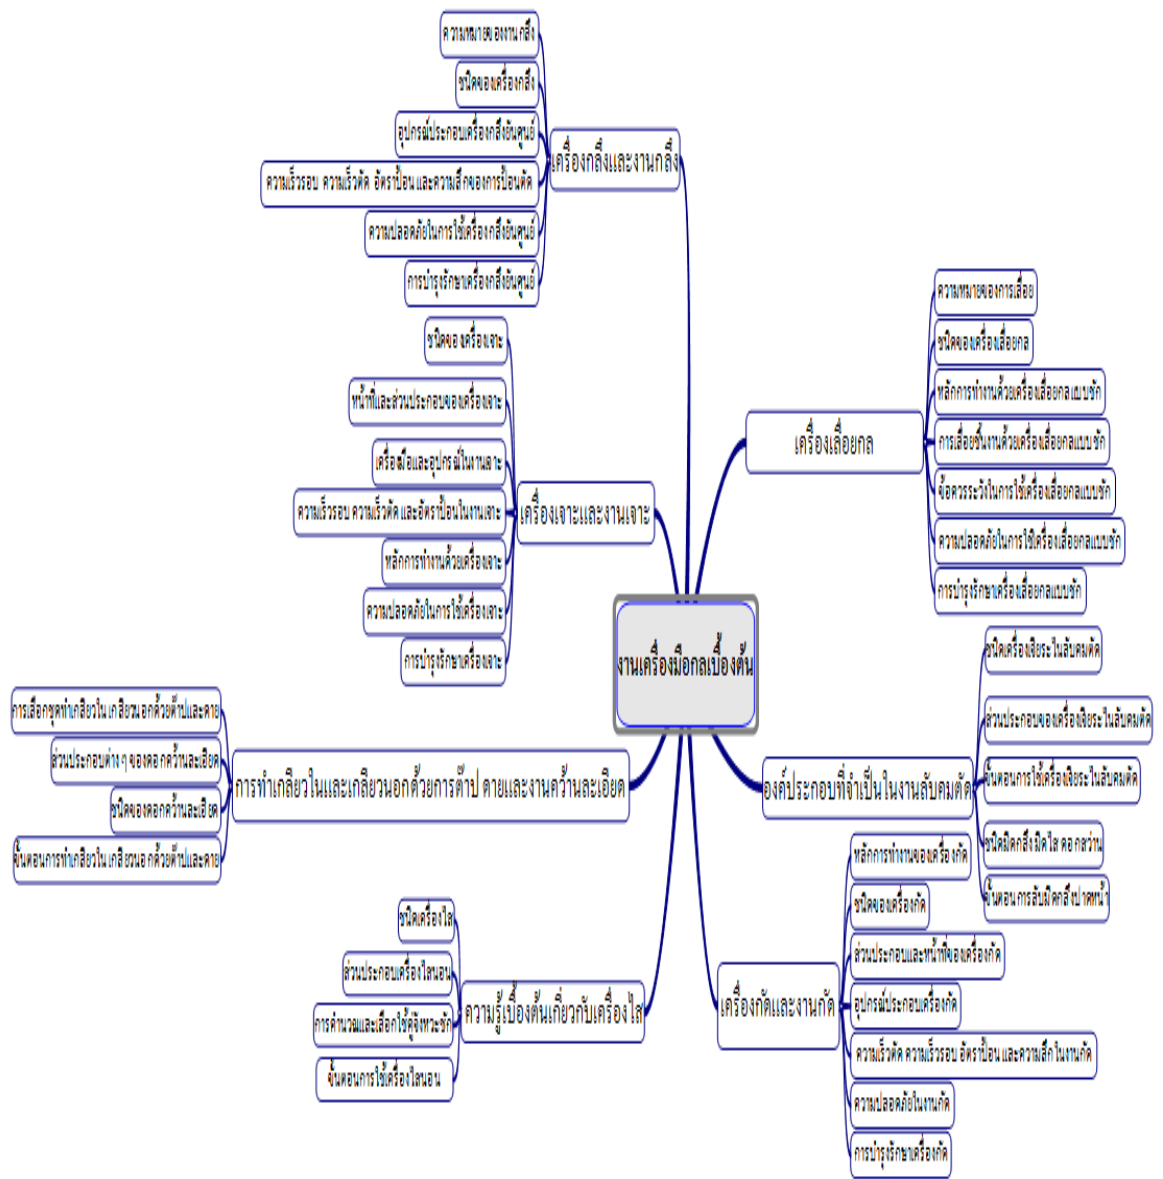 ความหมายของงานกลึง
ชนิดของเครื่องกลึง
อุปกรณ์ประกอบเครื่องกลึงยันศูนย์
ความเร็วรอบ ความเร็วตัด อัตราป้อน และความลึกของการป้อนตัด
ความปลอดภัยในการใช้เครื่องกลึงยันศูนย์
การบำรุงรักษาเครื่องกลึงยันศูนย์
เครื่องกลึงและงานกลึง
ชนิดของเครื่องเจาะ
หน้าที่และส่วนประกอบของเครื่องเจาะ
เครื่องมือและอุปกรณ์ในงานเจาะ
ความเร็วรอบ ความเร็วตัด และอัตราป้อนในงานเจาะ
หลักการทำงานด้วยเครื่องเจาะ
ความปลอดภัยในการใช้เครื่องเจาะ
การบำรุงรักษาเครื่องเจาะ
เครื่องเจาะและงานเจาะ
การเลือกชุดทำเกลียวใน เกลียวนอกด้วยต๊าปและดาย
ส่วนประกอบต่าง ๆ ของดอกคว้านละเอียด
ชนิดของดอกคว้านละเอียด
ขั้นตอนการทำเกลียวใน เกลียวนอกด้วยต๊าปและดาย
การทำเกลียวในและเกลียวนอกด้วยการต๊าป ดายและงานคว้านละเอียด
ชนิดเครื่องไส
ส่วนประกอบเครื่องไสนอน
การคำนวณและเลือกใช้คู่จังหวะชัก
ขั้นตอนการใช้เครื่องไสนอน
ความรู้เบื้องต้นเกี่ยวกับเครื่องไส
งานเครื่องมือกลเบื้องต้น
เครื่องเลื่อยกล
ความหมายของการเลื่อย
ชนิดของเครื่องเลื่อยกล
หลักการทำงานด้วยเครื่องเลื่อยกลแบบชัก
การเลื่อยชิ้นงานด้วยเครื่องเลื่อยกลแบบชัก
ข้อควรระวังในการใช้เครื่องเลื่อยกลแบบชัก
ความปลอดภัยในการใช้เครื่องเลื่อยกลแบบชัก
การบำรุงรักษาเครื่องเลื่อยกลแบบชัก
องค์ประกอบที่จำเป็นในงานลับคมตัด
ชนิดเครื่องเจียระไนลับคมตัด
ส่วนประกอบของเครื่องเจียระไนลับคมตัด
ขั้นตอนการใช้เครื่องเจียระไนลับคมตัด
ชนิดมีดกลึง มีดไส ดอกสว่าน
ขั้นตอนการลับมีดกลึงปาดหน้า
เครื่องกัดและงานกัด
หลักการทำงานของเครื่องกัด
ชนิดของเครื่องกัด
ส่วนประกอบและหน้าที่ของเครื่องกัด
อุปกรณ์ประกอบเครื่องกัด
ความเร็วตัด ความเร็วรอบ อัตราป้อน และความลึกในงานกัด
ความปลอดภัยในงานกัด
การบำรุงรักษาเครื่องกัด